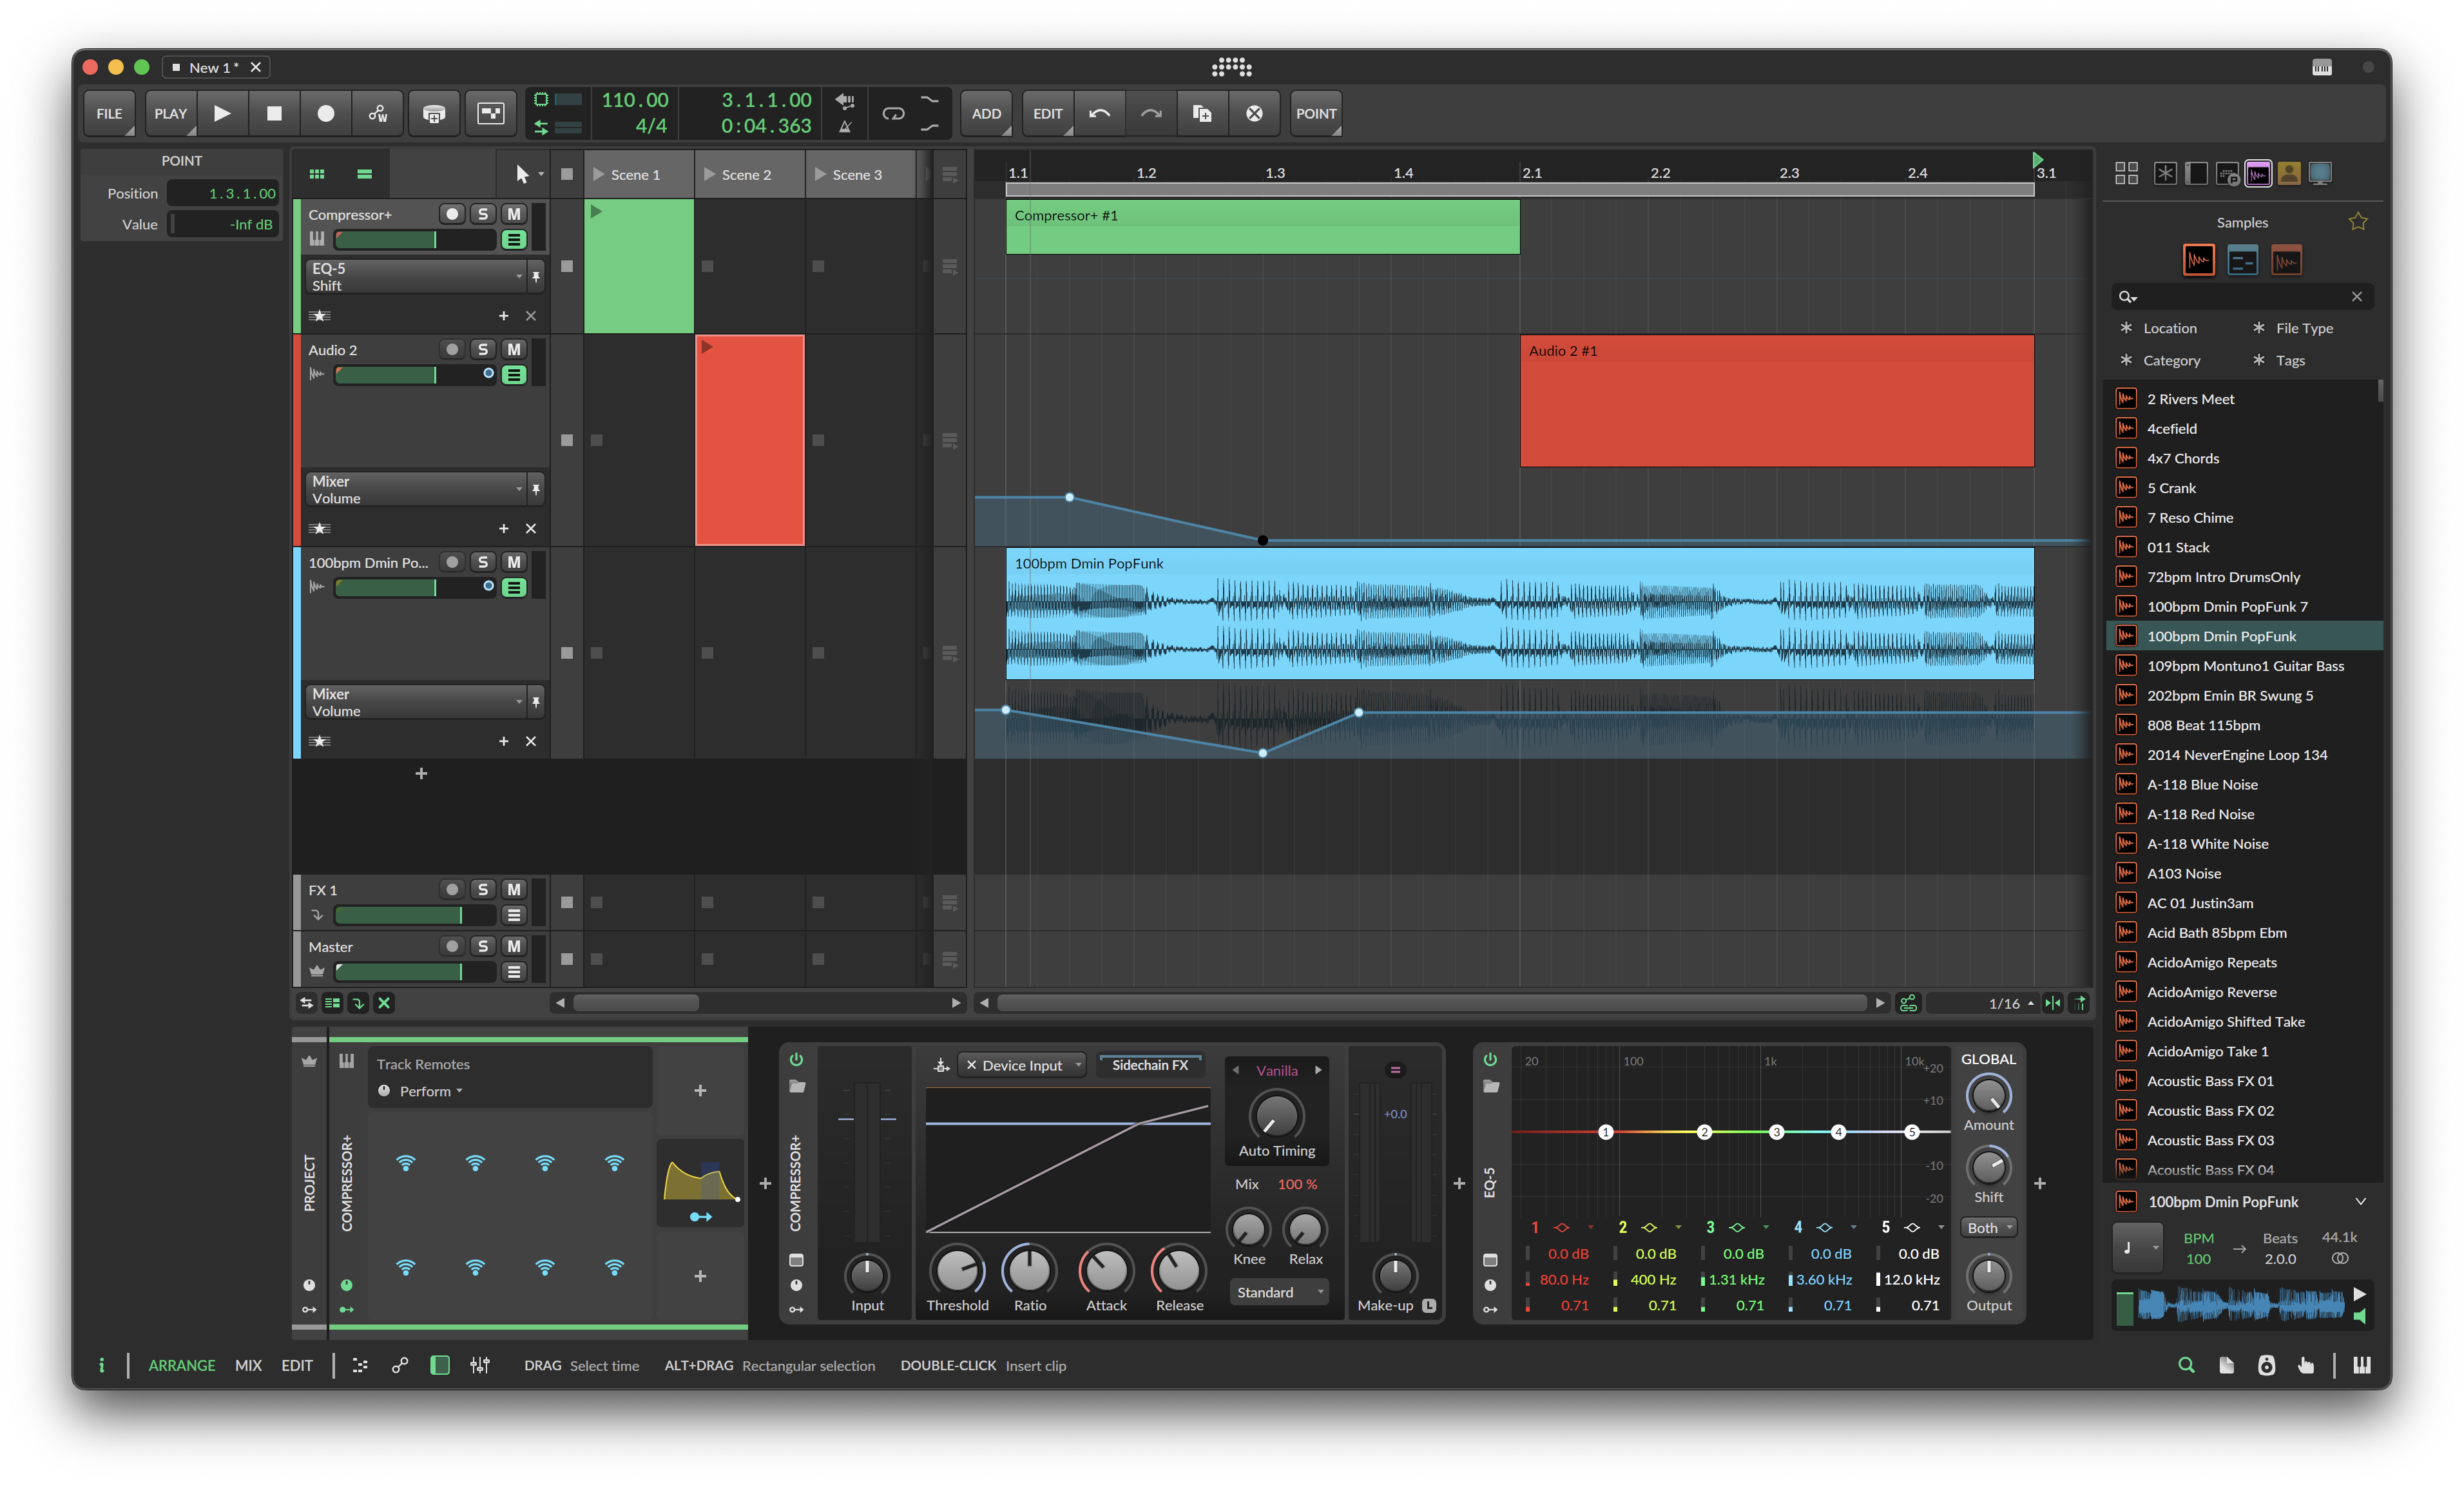 New 1 *
FILE
PLAY
110.00
4/4
3.1.1.00
0:04.363
ADD
EDIT
POINT
POINT
Position 1.3.1.00
Value -Inf dB
Scene 1
Scene 2
Scene 3
1.1 1.2 1.3 1.4 2.1 2.2 2.3 2.4 3.1
Compressor+ S M
EQ-5
Shift
Compressor+ #1
Audio 2 S M
Mixer
Volume
Audio 2 #1
100bpm Dmin Po... S M
Mixer
Volume
100bpm Dmin PopFunk
FX 1 S M
Master S M
1/16
Samples
Location
File Type
Category
Tags
2 Rivers Meet
4cefield
4x7 Chords
5 Crank
7 Reso Chime
011 Stack
72bpm Intro DrumsOnly
100bpm Dmin PopFunk 7
100bpm Dmin PopFunk
109bpm Montuno1 Guitar Bass
202bpm Emin BR Swung 5
808 Beat 115bpm
2014 NeverEngine Loop 134
A-118 Blue Noise
A-118 Red Noise
A-118 White Noise
A103 Noise
AC 01 Justin3am
Acid Bath 85bpm Ebm
AcidoAmigo Repeats
AcidoAmigo Reverse
AcidoAmigo Shifted Take
AcidoAmigo Take 1
Acoustic Bass FX 01
Acoustic Bass FX 02
Acoustic Bass FX 03
Acoustic Bass FX 04
100bpm Dmin PopFunk
BPM
100
Beats
2.0.0
44.1k
PROJECT
COMPRESSOR+
Track Remotes
Perform
COMPRESSOR+
Input
Device Input
Sidechain FX
Threshold
Ratio
Attack
Release
Vanilla
Auto Timing
Mix 100 %
Knee
Relax
Standard
+0.0
Make-up L
EQ-5
20 100 1k 10k
+20
+10
-10
-20
1 2 3 4 5
1 2 3 4 5
0.0 dB 0.0 dB 0.0 dB 0.0 dB 0.0 dB
80.0 Hz 400 Hz 1.31 kHz 3.60 kHz 12.0 kHz
0.71 0.71 0.71 0.71 0.71
GLOBAL
Amount
Shift
Both
Output
i
ARRANGE
MIX
EDIT
DRAG Select time
ALT+DRAG Rectangular selection
DOUBLE-CLICK Insert clip